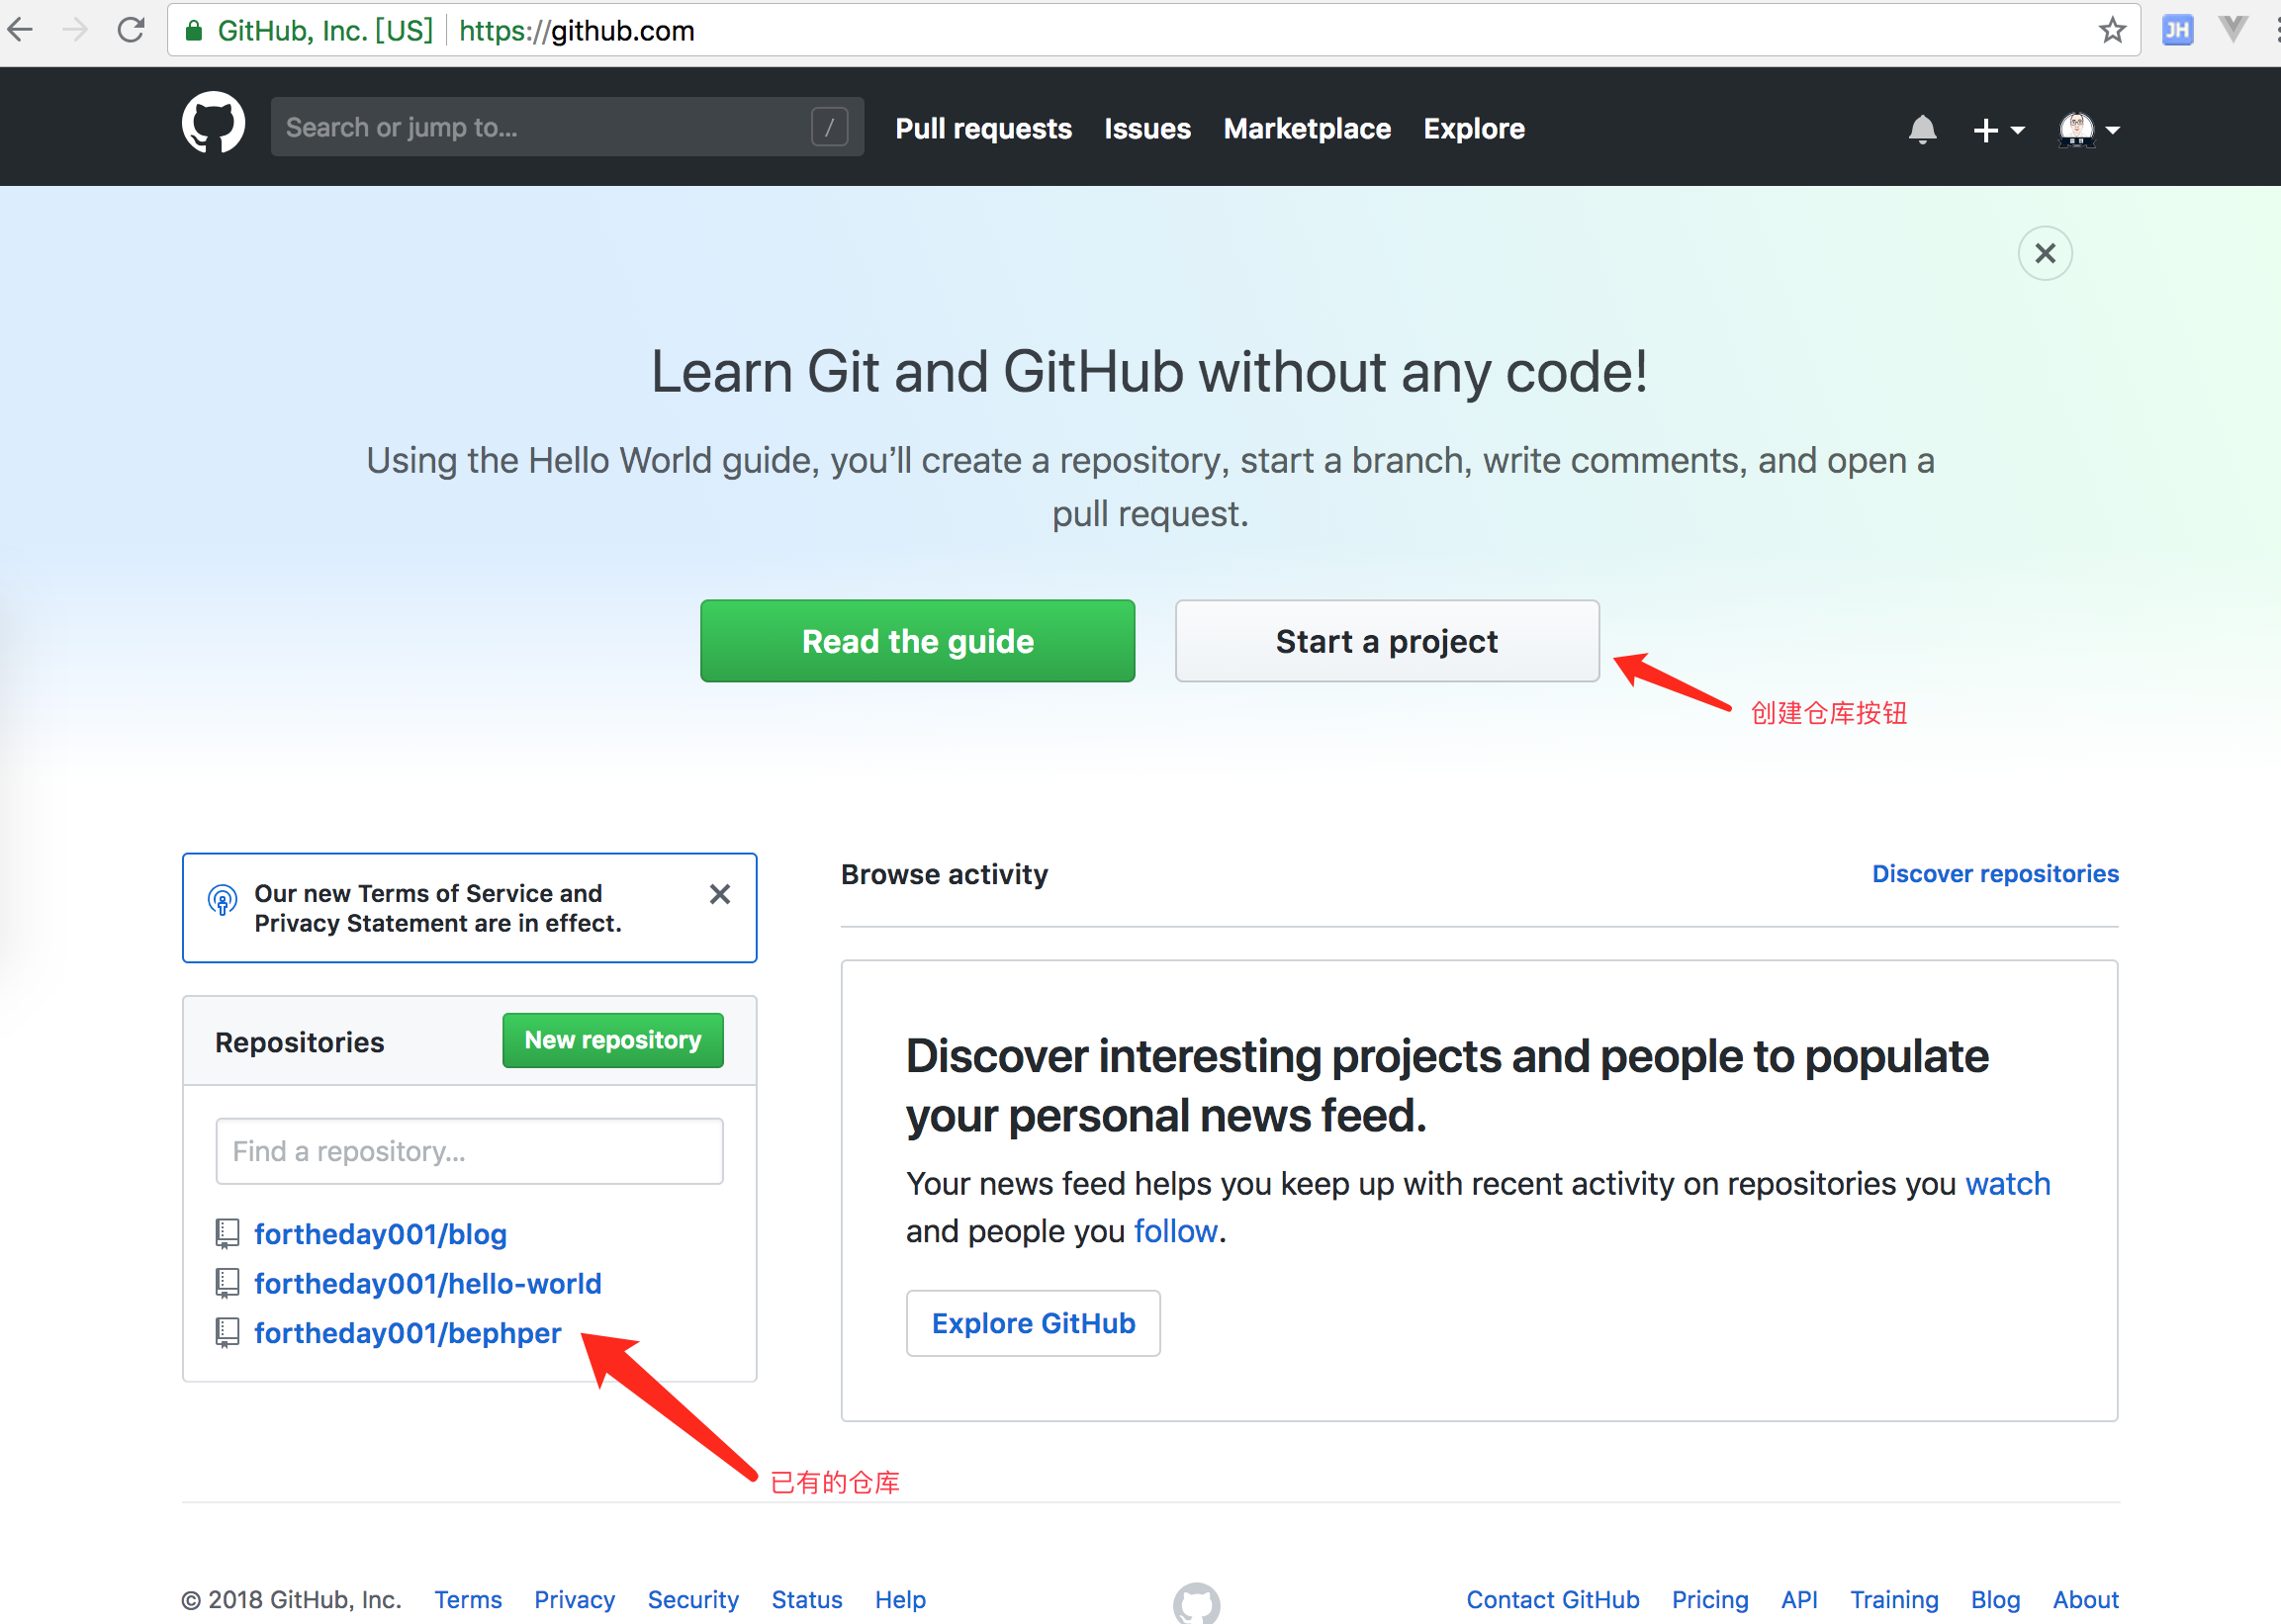 GitHub, Inc. [US] https://github.com
JH
Search or jump to... /
Pull requests Issues Marketplace Explore
Learn Git and GitHub without any code!
Using the Hello World guide, you’ll create a repository, start a branch, write comments, and open a
pull request.
Read the guide
Start a project
创建仓库按钮
Our new Terms of Service and
Privacy Statement are in effect.
Repositories
New repository
Find a repository...
fortheday001/blog
fortheday001/hello-world
fortheday001/bephper
已有的仓库
Browse activity
Discover repositories
Discover interesting projects and people to populate
your personal news feed.
Your news feed helps you keep up with recent activity on repositories you watch
and people you follow.
Explore GitHub
© 2018 GitHub, Inc. Terms Privacy Security Status Help
Contact GitHub Pricing API Training Blog About